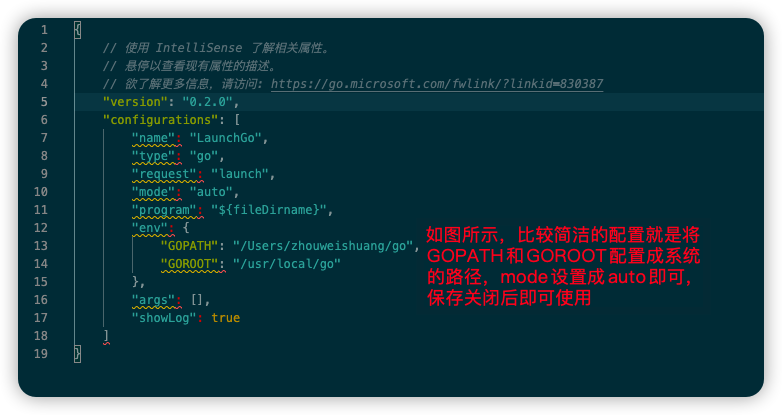 1 {
2 // 使用 IntelliSense 了解相关属性。
3 // 悬停以查看现有属性的描述。
4 // 欲了解更多信息，请访问: https://go.microsoft.com/fwlink/?linkid=830387
5 "version": "0.2.0",
6 "configurations": [
7 "name": "LaunchGo",
8 "type": "go",
9 "request": "launch",
10 "mode": "auto",
11 "program": "${fileDirname}",
12 "env": {
13 "GOPATH": "/Users/zhouweishuang/go",
14 "GOROOT": "/usr/local/go"
15 },
16 "args": [],
17 "showLog": true
18 ]
19 }
如图所示，比较简洁的配置就是将
GOPATH和GOROOT配置成系统
的路径，mode设置成auto即可，
保存关闭后即可使用